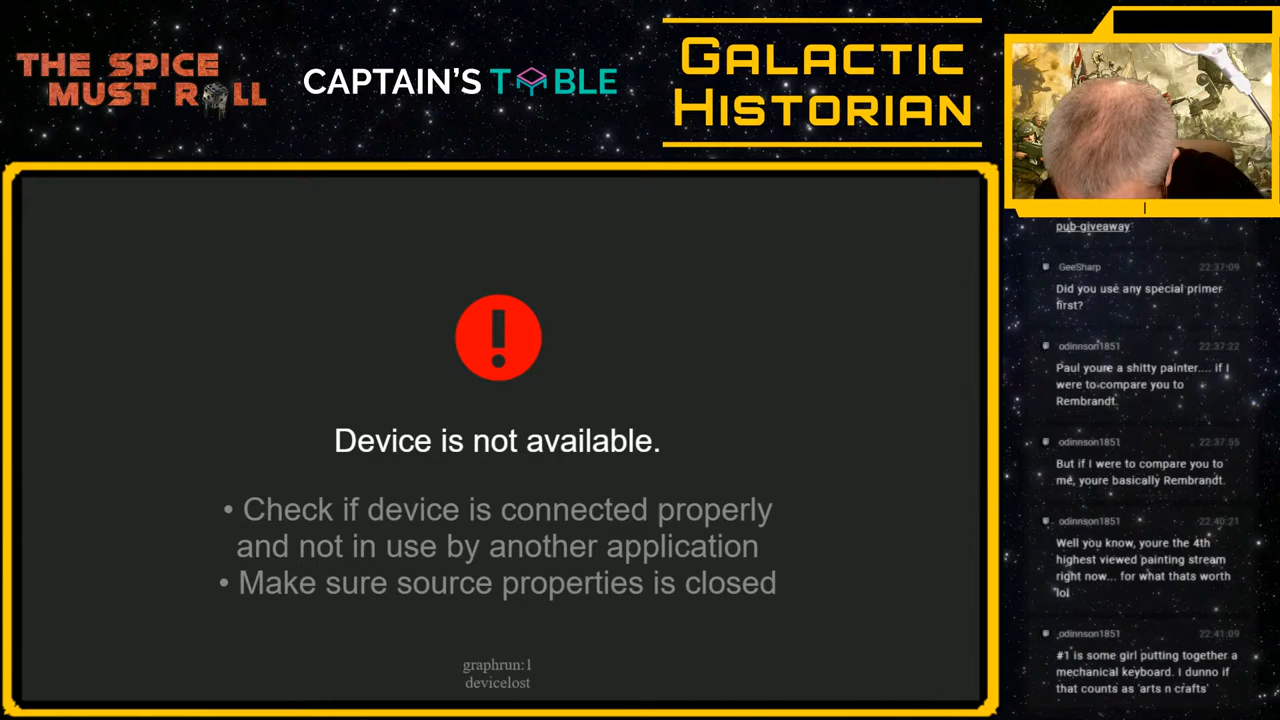 THE SPICE
MUST ROLL
CAPTAIN'S TABLE
GALACTIC
HISTORIAN
Device is not available.
• Check if device is connected properly
and not in use by another application
• Make sure source properties is closed
graphrun:1
devicelost
pub-giveaway
GeeSharp 22:37:09
Did you use any special primer
first?
odinnson1851 22:37:22
Paul youre a shitty painter.... if I
were to compare you to
Rembrandt.
odinnson1851 22:37:55
But if I were to compare you to
me, youre basically Rembrandt.
odinnson1851 22:40:21
Well you know, youre the 4th
highest viewed painting stream
right now... for what thats worth
lol
odinnson1851 22:41:09
#1 is some girl putting together a
mechanical keyboard. I dunno if
that counts as 'arts n crafts'